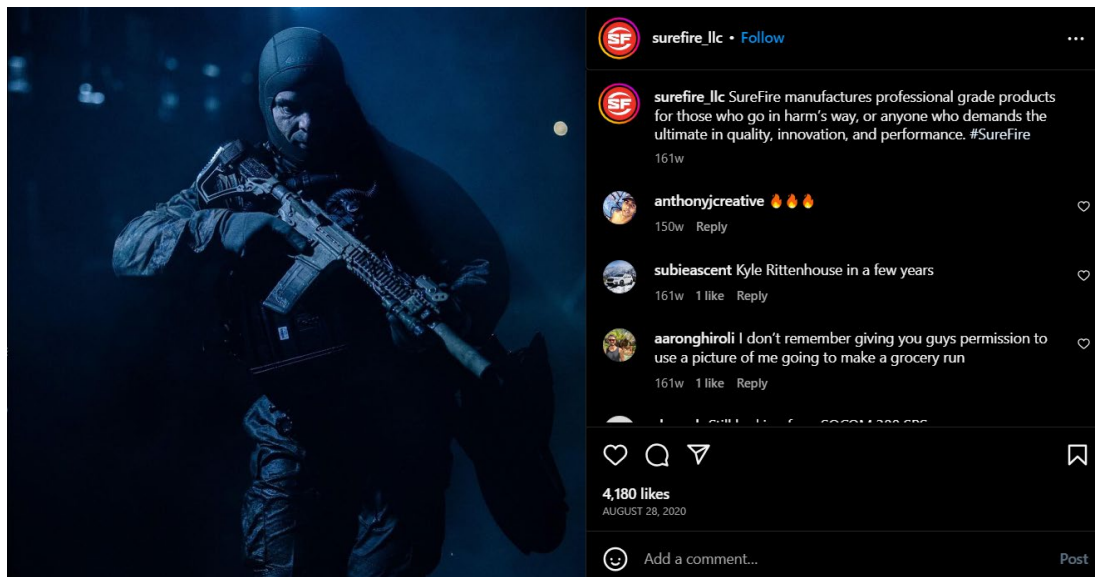 SF
surefire_llc • Follow
SF
surefire_llc SureFire manufactures professional grade products
for those who go in harm's way, or anyone who demands the
ultimate in quality, innovation, and performance. #SureFire
161w
anthonyjcreative 🔥🔥🔥
150w Reply
subieascent Kyle Rittenhouse in a few years
161w 1 like Reply
aaronghiroli I don't remember giving you guys permission to
use a picture of me going to make a grocery run
161w 1 like Reply
4,180 likes
AUGUST 28, 2020
Add a comment... Post